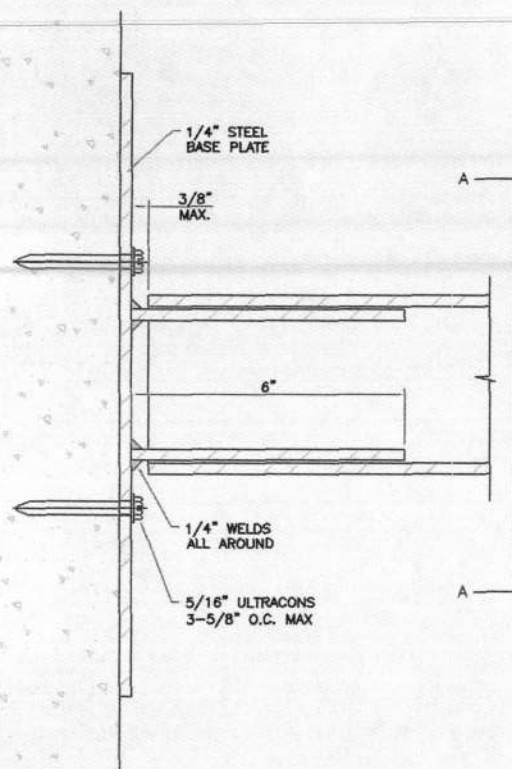 1/4" STEEL
BASE PLATE
A
3/8"
MAX.
6"
1/4" WELDS
ALL AROUND
5/16" ULTRACONS
3-5/8" O.C. MAX
A